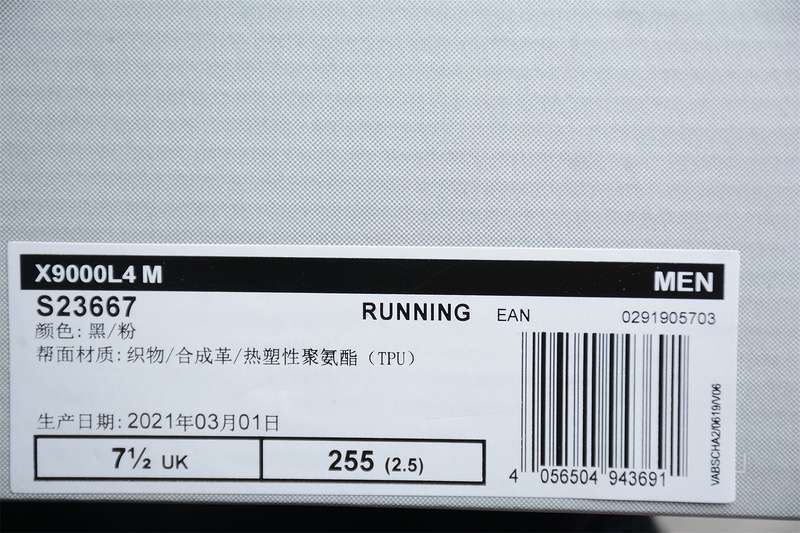 X9000L4 M MEN
S23667 RUNNING EAN 0291905703
颜色: 黑/粉
帮面材质: 织物/合成革/热塑性聚氨酯（TPU）
生产日期: 2021年03月01日
7½ UK 255 (2.5)
4 056504 943691
VABSCHA2/0619/V06